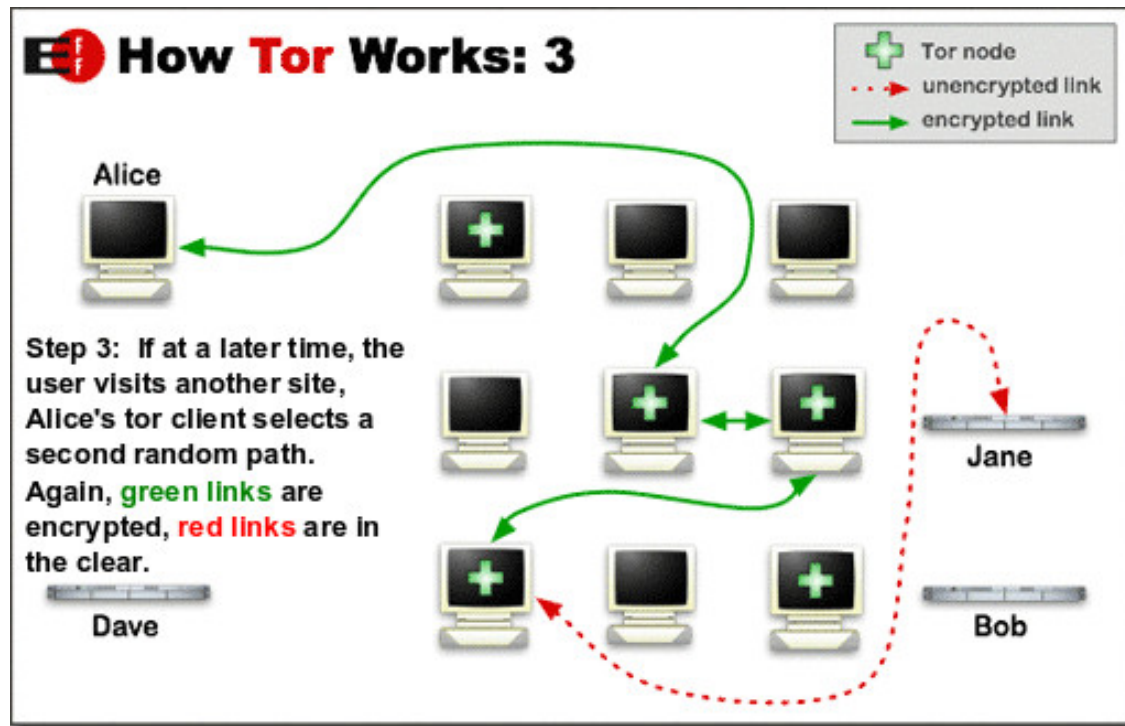 EFF How Tor Works: 3
Tor node
unencrypted link
encrypted link
Alice
Step 3: If at a later time, the
user visits another site,
Alice's tor client selects a
second random path.
Again, green links are
encrypted, red links are in
the clear.
Jane
Dave
Bob